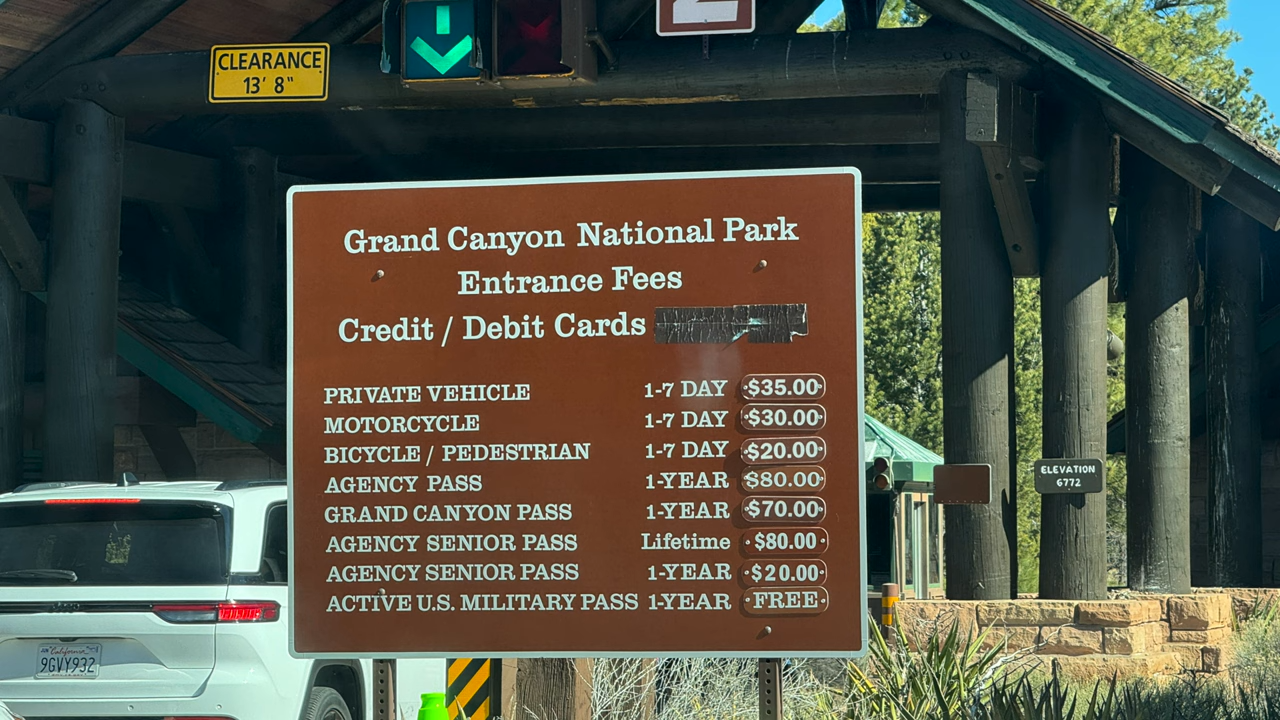 CLEARANCE
13' 8"
2
Grand Canyon National Park
Entrance Fees
Credit / Debit Cards
PRIVATE VEHICLE 1-7 DAY $35.00
MOTORCYCLE 1-7 DAY $30.00
BICYCLE / PEDESTRIAN 1-7 DAY $20.00
AGENCY PASS 1-YEAR $80.00
GRAND CANYON PASS 1-YEAR $70.00
AGENCY SENIOR PASS Lifetime $80.00
AGENCY SENIOR PASS 1-YEAR $20.00
ACTIVE U.S. MILITARY PASS 1-YEAR FREE
ELEVATION
6772
California
9GVY932